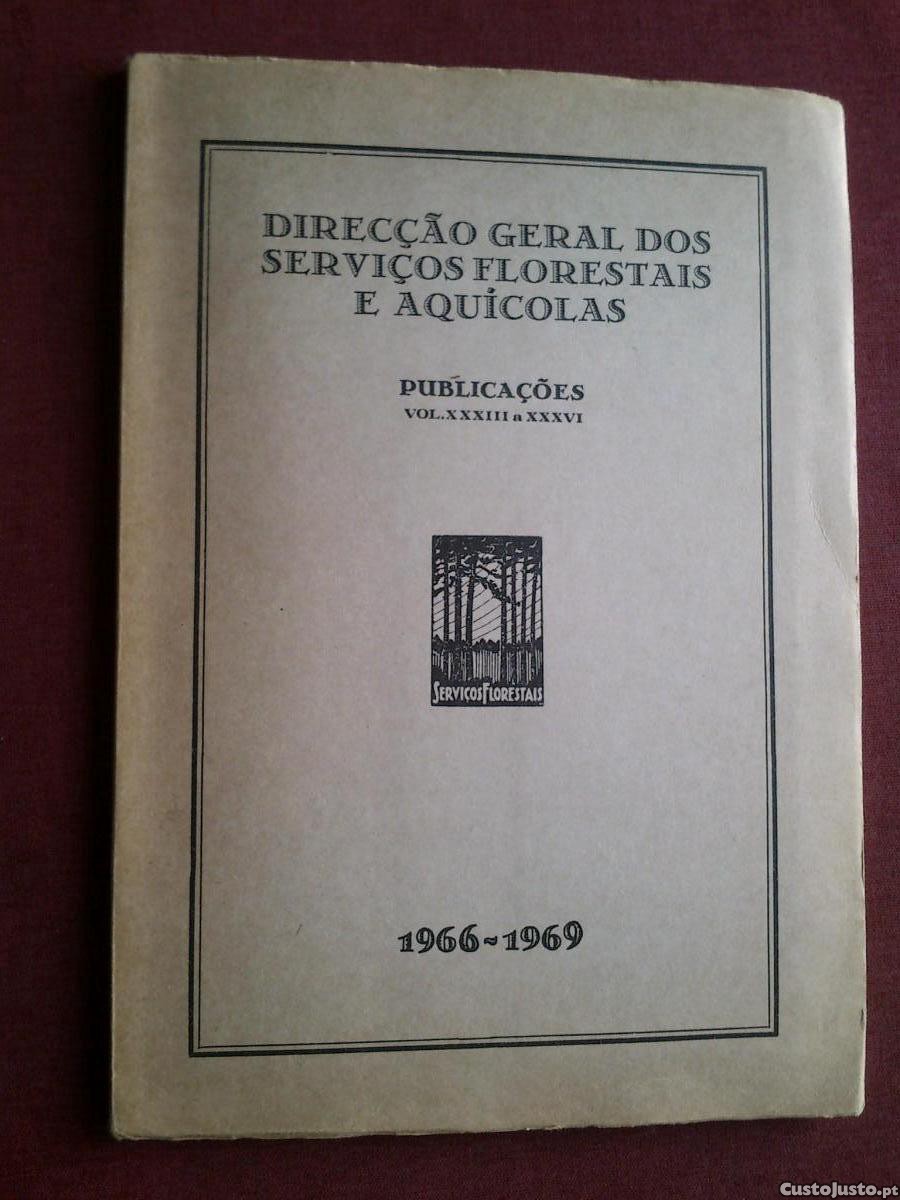 DIRECÇÃO GERAL DOS
SERVIÇOS FLORESTAIS
E AQUÍCOLAS
PUBLICAÇÕES
VOL. XXXIII a XXXVI
SERVIÇOS FLORESTAIS
1966-1969
CustoJusto.pt